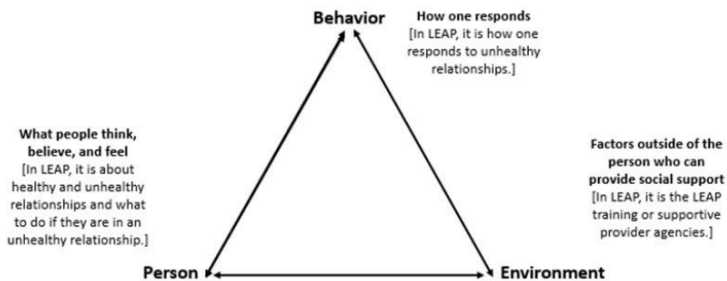 Behavior
How one responds
[In LEAP, it is how one
responds to unhealthy
relationships.]
What people think,
believe, and feel
[In LEAP, it is about
healthy and unhealthy
relationships and what
to do if they are in an
unhealthy relationship.]
Factors outside of the
person who can
provide social support
[In LEAP, it is the LEAP
training or supportive
provider agencies.]
Person
Environment